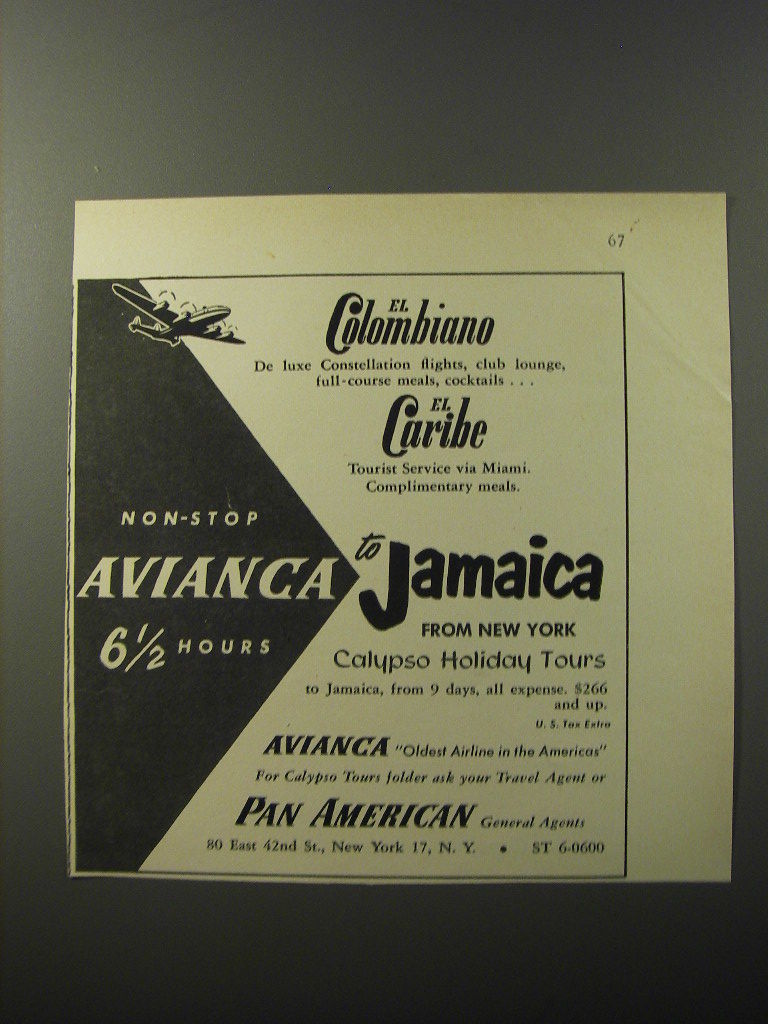 67
EL
Colombiano
De luxe Constellation flights, club lounge,
full-course meals, cocktails . . .
EL
Caribe
Tourist Service via Miami.
Complimentary meals.
NON-STOP
AVIANCA
6½ HOURS
to Jamaica
FROM NEW YORK
Calypso Holiday Tours
to Jamaica, from 9 days, all expense. $266
and up.
U. S. Tax Extra
AVIANCA "Oldest Airline in the Americas"
For Calypso Tours folder ask your Travel Agent or
PAN AMERICAN General Agents
80 East 42nd St., New York 17, N. Y. • ST 6-0600